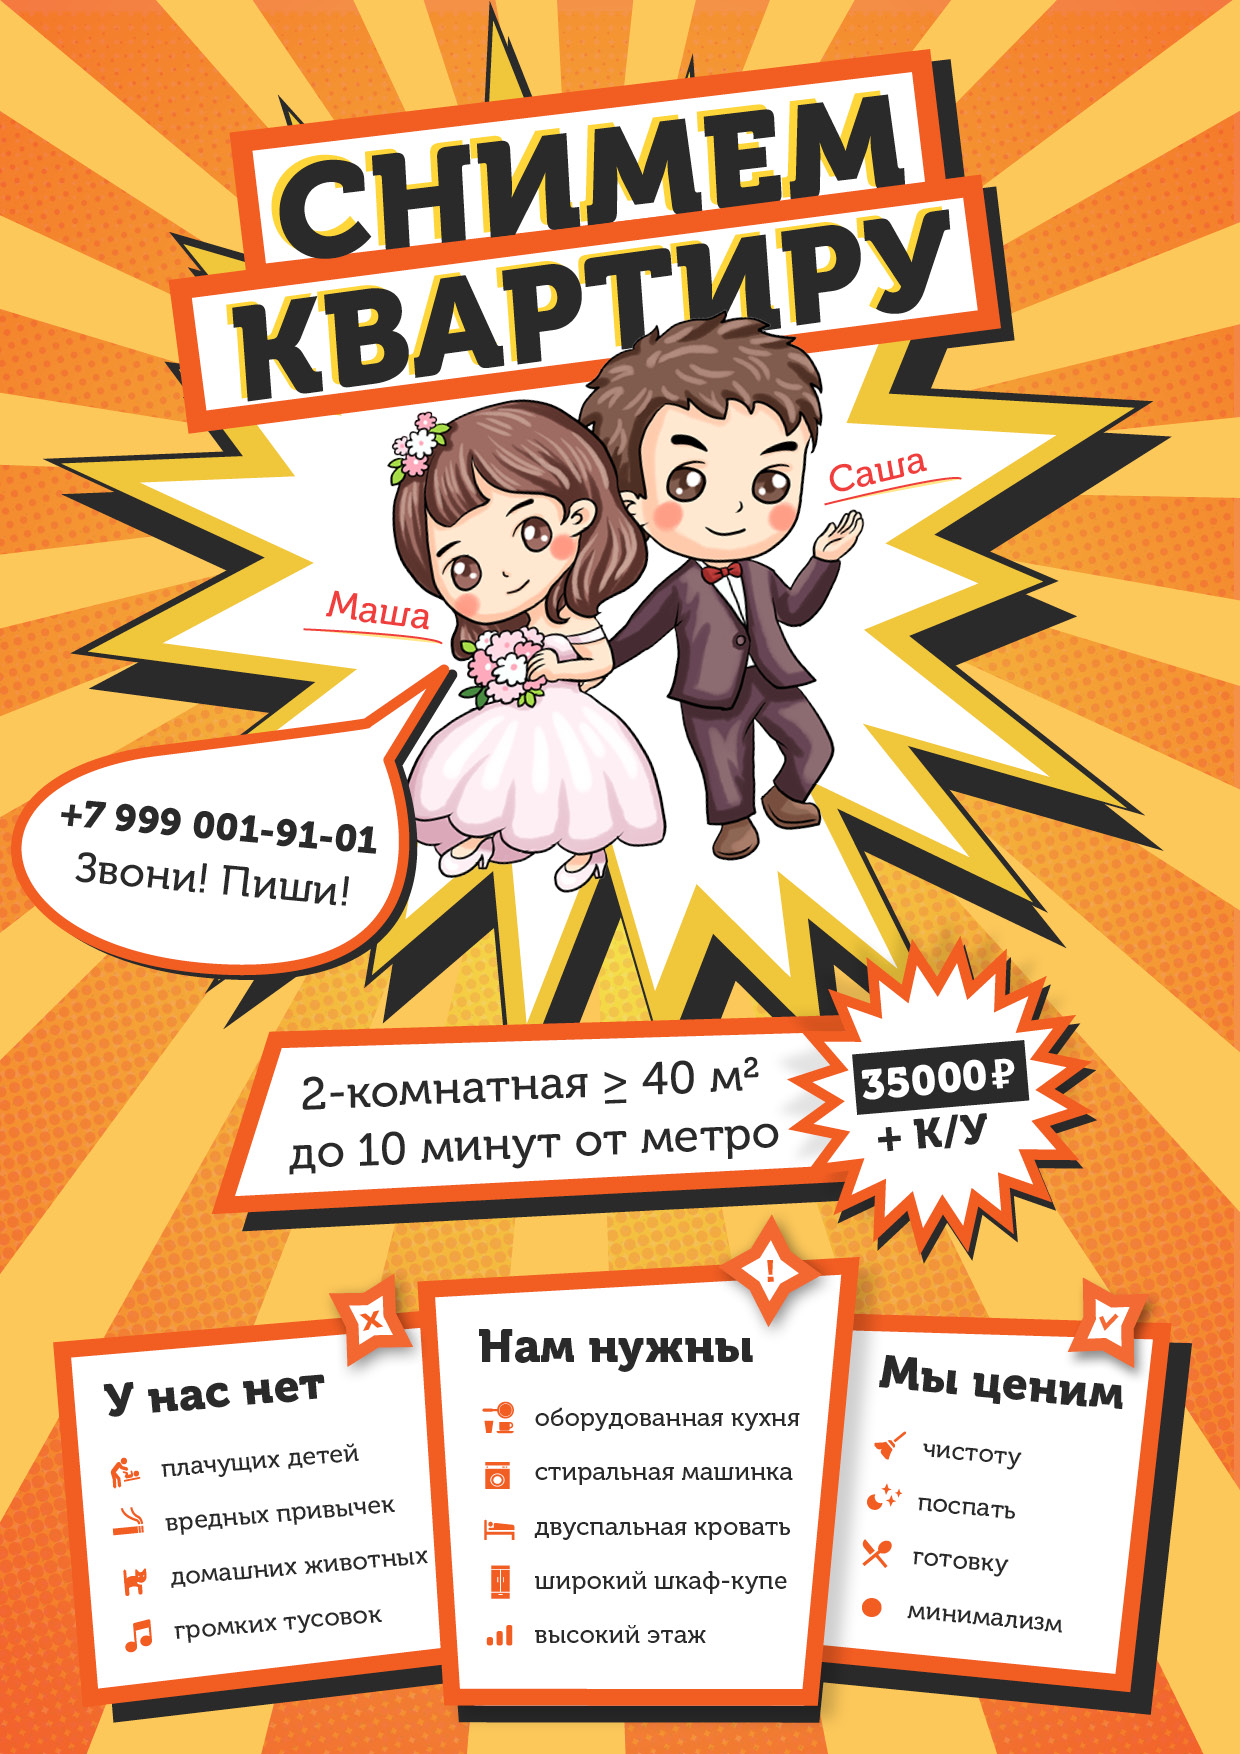 СНИМЕМ
КВАРТИРУ
Саша
Маша
+7 999 001-91-01
Звони! Пиши!
2-комнатная ≥ 40 м²
до 10 минут от метро
35000₽
+ К/У
У нас нет
плачущих детей
вредных привычек
домашних животных
громких тусовок
!
Нам нужны
оборудованная кухня
стиральная машинка
двуспальная кровать
широкий шкаф-купе
высокий этаж
Мы ценим
чистоту
поспать
готовку
минимализм